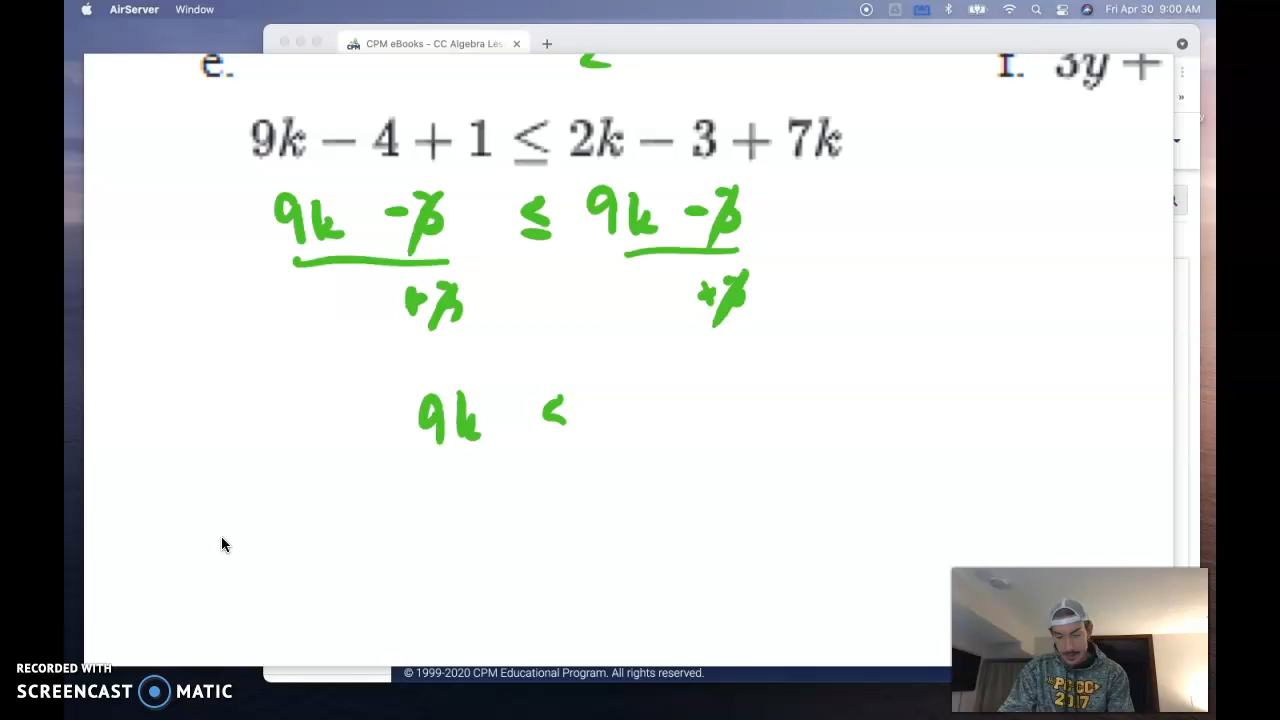 AirServer Window Fri Apr 30 9:00 AM
CPM CPM eBooks – CC Algebra Les
e. < f. 3y +
9k − 4 + 1 ≤ 2k − 3 + 7k
9k -3 ≤ 9k -3
+3 +3
9k <
© 1999-2020 CPM Educational Program. All rights reserved.
RECORDED WITH
SCREENCAST MATIC
2017